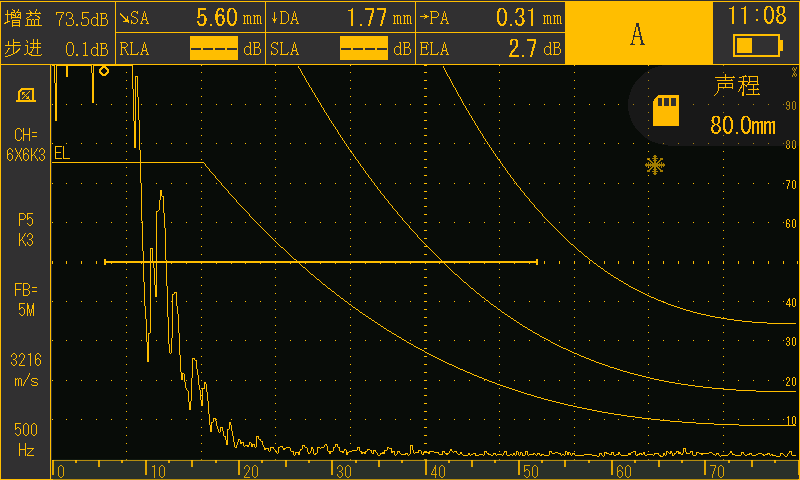 增益 73.5dB ↘SA 5.60 mm ↓DA 1.77 mm →PA 0.31 mm A 11:08
步进 0.1dB RLA ---- dB SLA ---- dB ELA 2.7 dB
声程
80.0mm
%
90
80
70
60
40
30
20
10
EL
CH=
6X6K3
P5
K3
FB=
5M
3216
m/s
500
Hz
0 10 20 30 40 50 60 70